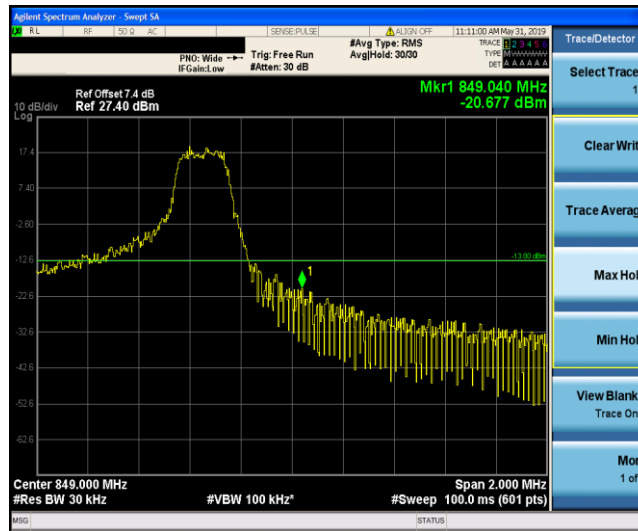 Agilent Spectrum Analyzer - Swept SA
RL RF 50 Ω AC SENSE:PULSE ALIGN OFF 11:11:00 AM May 31, 2019
PNO: Wide
IFGain:Low
Trig: Free Run
#Atten: 30 dB
#Avg Type: RMS
Avg|Hold: 30/30
TRACE 1 2 3 4 5 6
TYPE M
DET A A A A A A
Mkr1 849.040 MHz
-20.677 dBm
Ref Offset 7.4 dB
10 dB/div Ref 27.40 dBm
Log
17.4
7.40
-2.60
-12.6
-22.6
-32.6
-42.6
-52.6
-62.6
-13.00 dBm
1
Center 849.000 MHz Span 2.000 MHz
#Res BW 30 kHz #VBW 100 kHz* #Sweep 100.0 ms (601 pts)
MSG STATUS
Trace/Detector
Select Trace
1
Clear Writ
Trace Averag
Max Hol
Min Hol
View Blank
Trace On
Mor
1 of